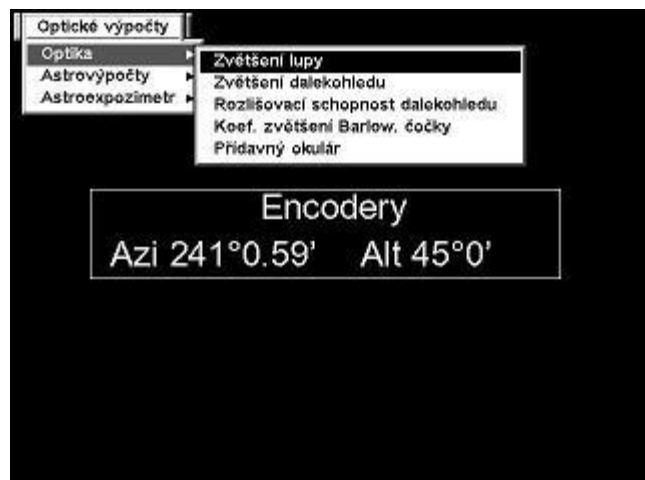 Optické výpočty
Optika
Astrovýpočty
Astroexpozimetr
Zvětšení lupy
Zvětšení dalekohledu
Rozlišovací schopnost dalekohledu
Koef. zvětšení Barlow. čočky
Přídavný okulár
Encodery
Azi 241°0.59' Alt 45°0'